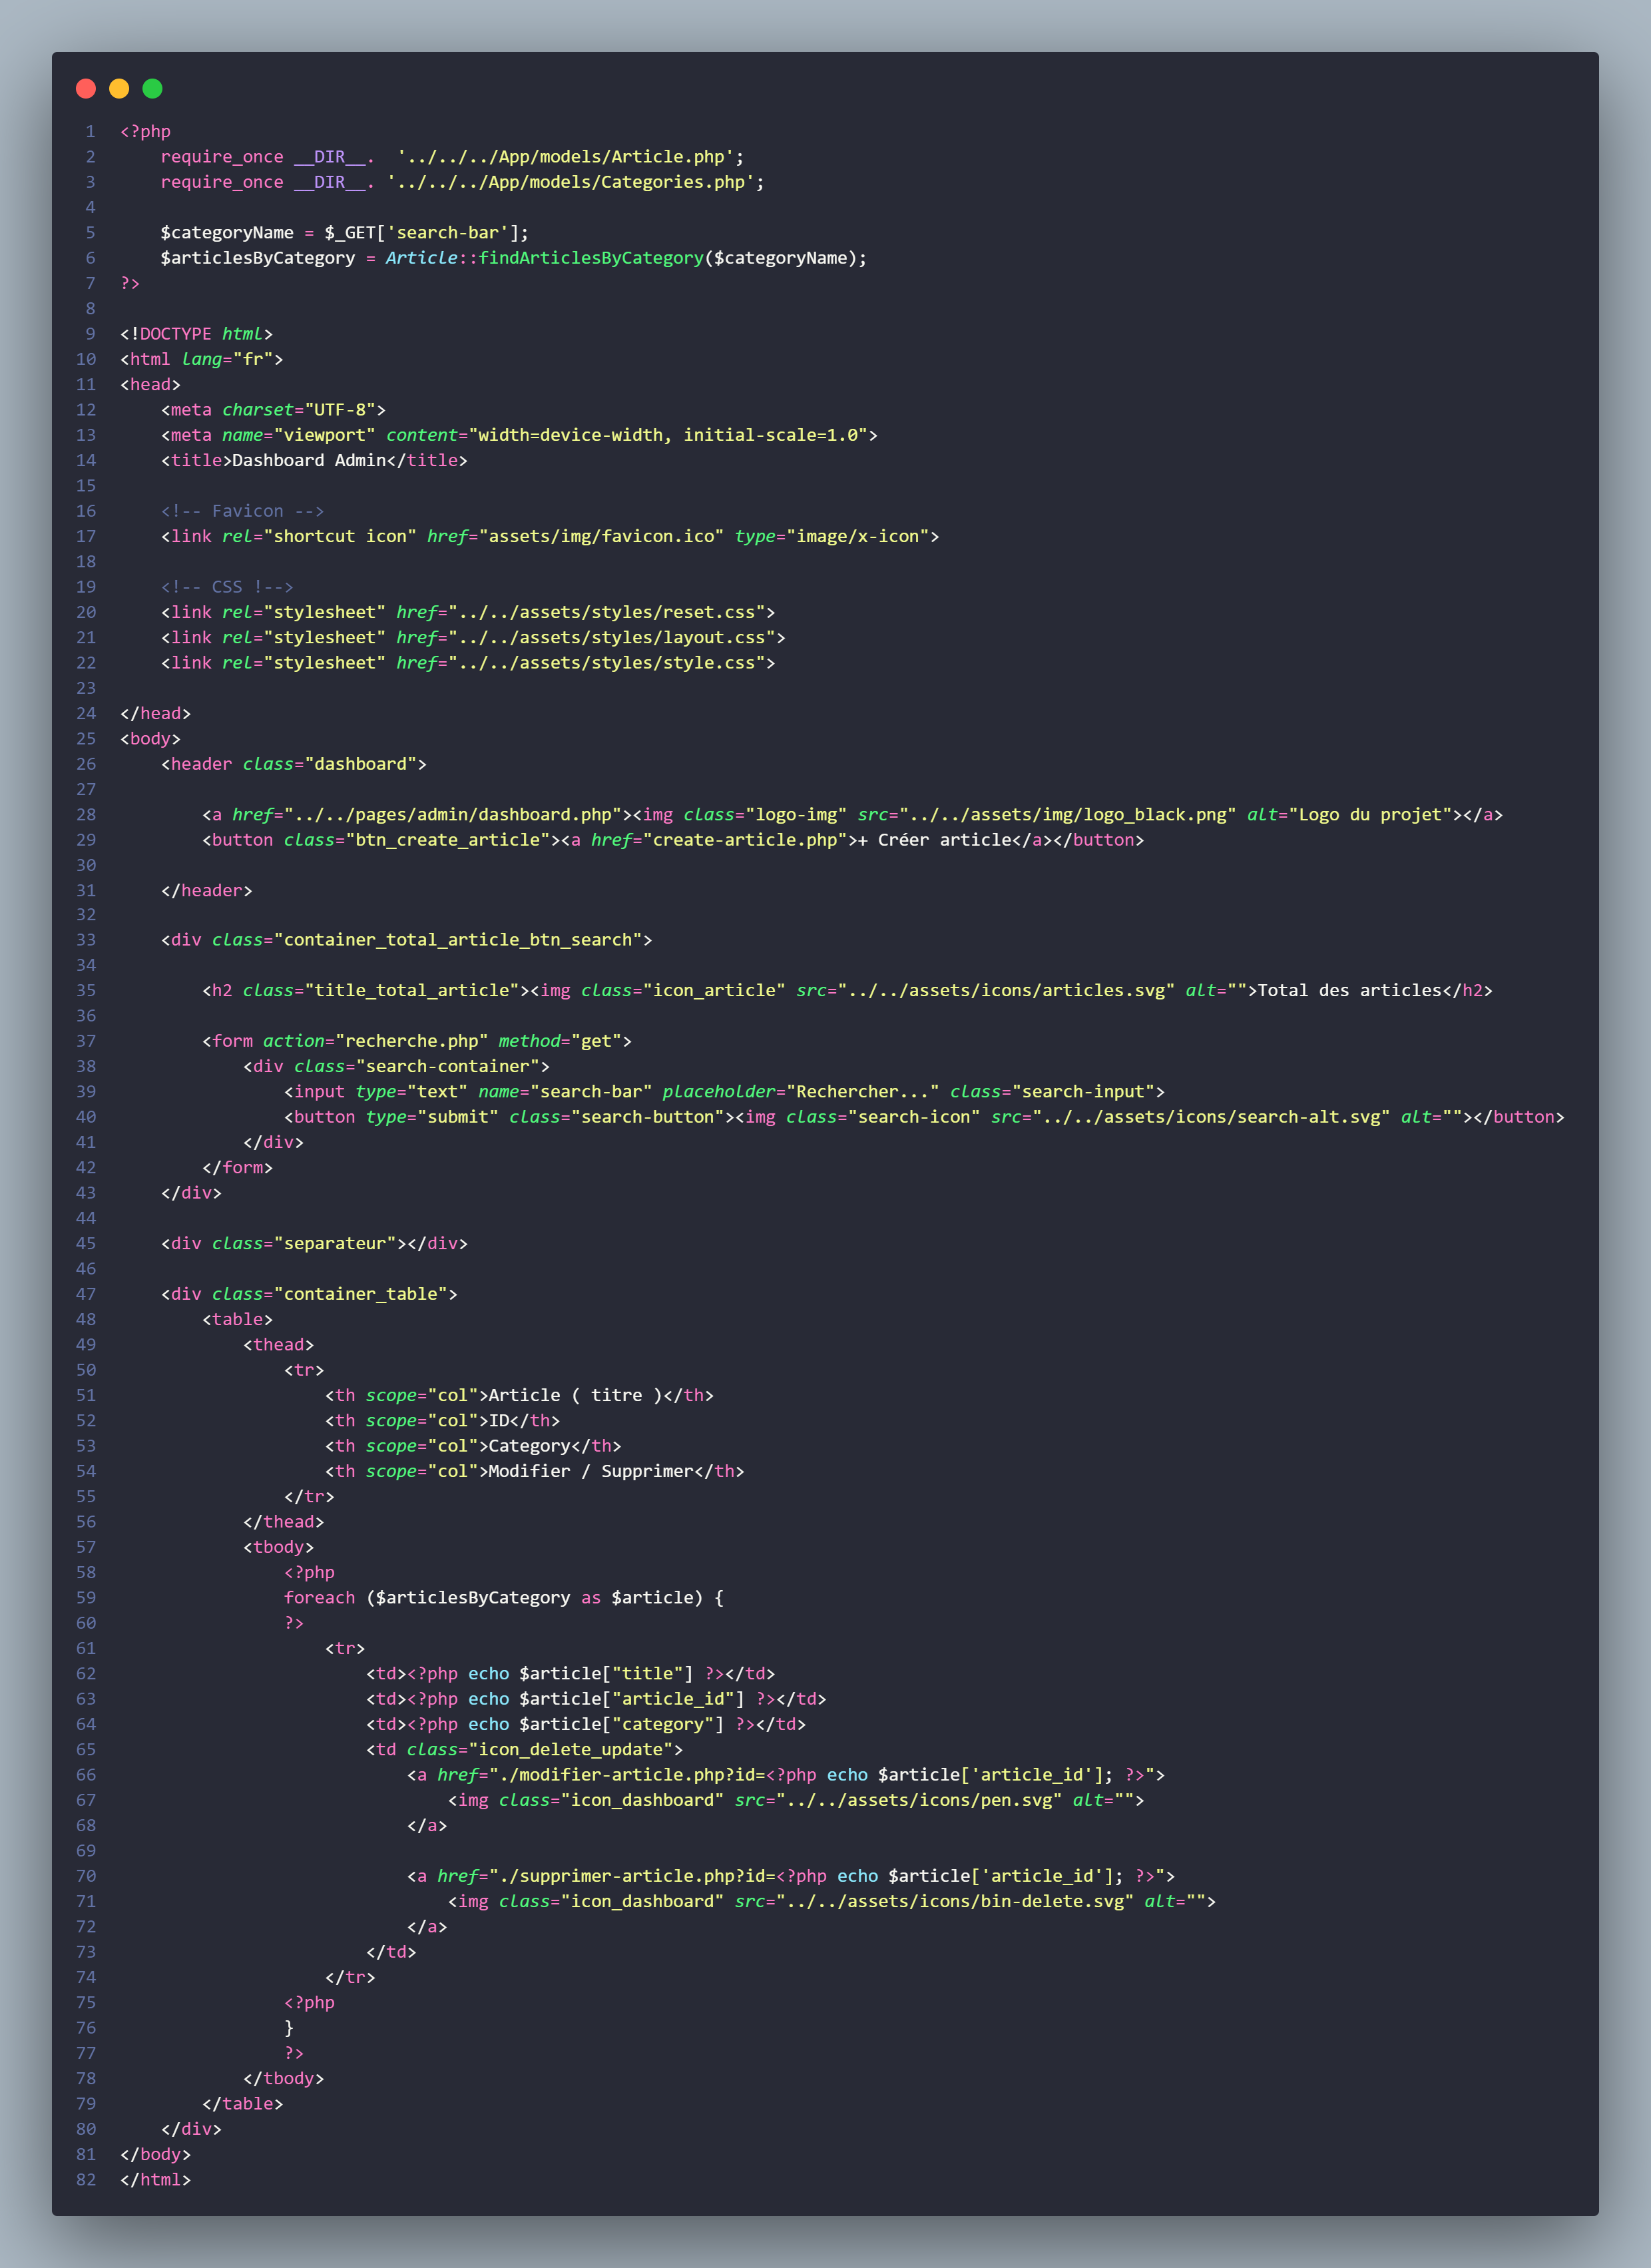 1 <?php
2     require_once __DIR__.  '../../../App/models/Article.php';
3     require_once __DIR__. '../../../App/models/Categories.php';
4
5     $categoryName = $_GET['search-bar'];
6     $articlesByCategory = Article::findArticlesByCategory($categoryName);
7 ?>
8
9 <!DOCTYPE html>
10 <html lang="fr">
11 <head>
12     <meta charset="UTF-8">
13     <meta name="viewport" content="width=device-width, initial-scale=1.0">
14     <title>Dashboard Admin</title>
15
16     <!-- Favicon -->
17     <link rel="shortcut icon" href="assets/img/favicon.ico" type="image/x-icon">
18
19     <!-- CSS !-->
20     <link rel="stylesheet" href="../../assets/styles/reset.css">
21     <link rel="stylesheet" href="../../assets/styles/layout.css">
22     <link rel="stylesheet" href="../../assets/styles/style.css">
23
24 </head>
25 <body>
26     <header class="dashboard">
27
28         <a href="../../pages/admin/dashboard.php"><img class="logo-img" src="../../assets/img/logo_black.png" alt="Logo du projet"></a>
29         <button class="btn_create_article"><a href="create-article.php">+ Créer article</a></button>
30
31     </header>
32
33     <div class="container_total_article_btn_search">
34
35         <h2 class="title_total_article"><img class="icon_article" src="../../assets/icons/articles.svg" alt="">Total des articles</h2>
36
37         <form action="recherche.php" method="get">
38             <div class="search-container">
39                 <input type="text" name="search-bar" placeholder="Rechercher..." class="search-input">
40                 <button type="submit" class="search-button"><img class="search-icon" src="../../assets/icons/search-alt.svg" alt=""></button>
41             </div>
42         </form>
43     </div>
44
45     <div class="separateur"></div>
46
47     <div class="container_table">
48         <table>
49             <thead>
50                 <tr>
51                     <th scope="col">Article ( titre )</th>
52                     <th scope="col">ID</th>
53                     <th scope="col">Category</th>
54                     <th scope="col">Modifier / Supprimer</th>
55                 </tr>
56             </thead>
57             <tbody>
58                 <?php
59                 foreach ($articlesByCategory as $article) {
60                 ?>
61                     <tr>
62                         <td><?php echo $article["title"] ?></td>
63                         <td><?php echo $article["article_id"] ?></td>
64                         <td><?php echo $article["category"] ?></td>
65                         <td class="icon_delete_update">
66                             <a href="./modifier-article.php?id=<?php echo $article['article_id']; ?>">
67                                 <img class="icon_dashboard" src="../../assets/icons/pen.svg" alt="">
68                             </a>
69
70                             <a href="./supprimer-article.php?id=<?php echo $article['article_id']; ?>">
71                                 <img class="icon_dashboard" src="../../assets/icons/bin-delete.svg" alt="">
72                             </a>
73                         </td>
74                     </tr>
75                 <?php
76                 }
77                 ?>
78             </tbody>
79         </table>
80     </div>
81 </body>
82 </html>